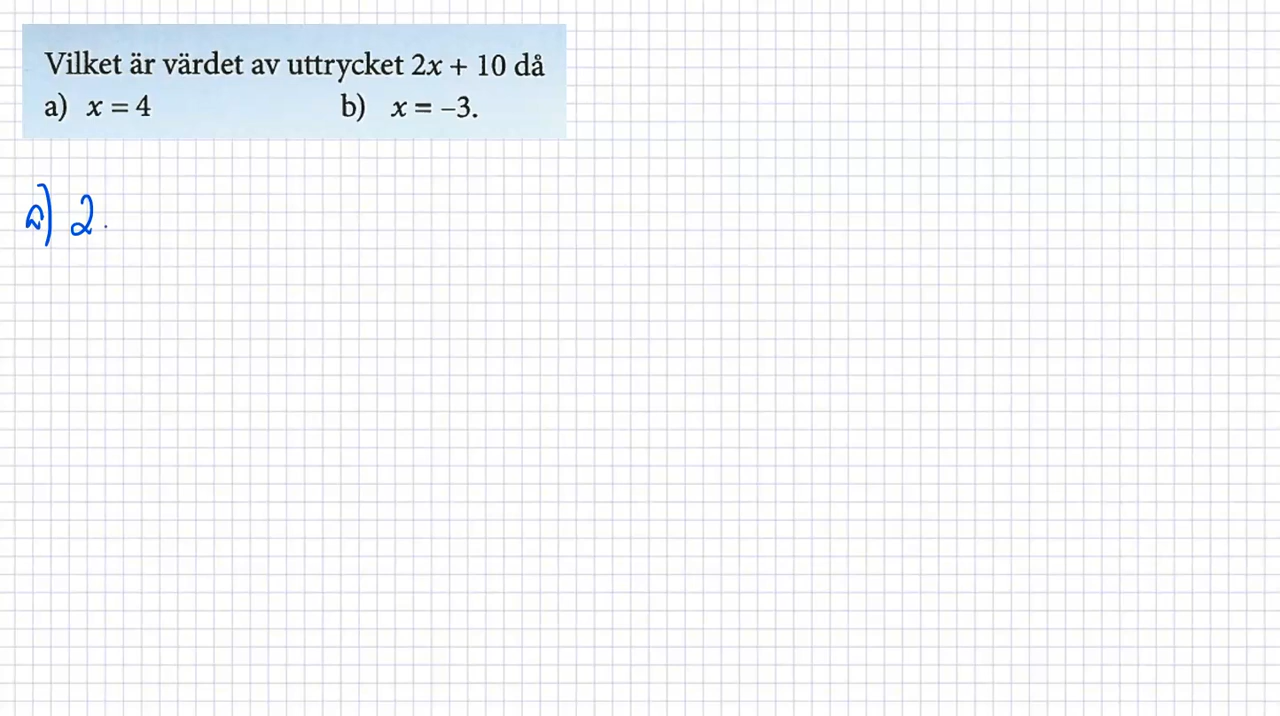 Vilket är värdet av uttrycket 2x + 10 då
a) x = 4 b) x = –3.
a) 2 ·